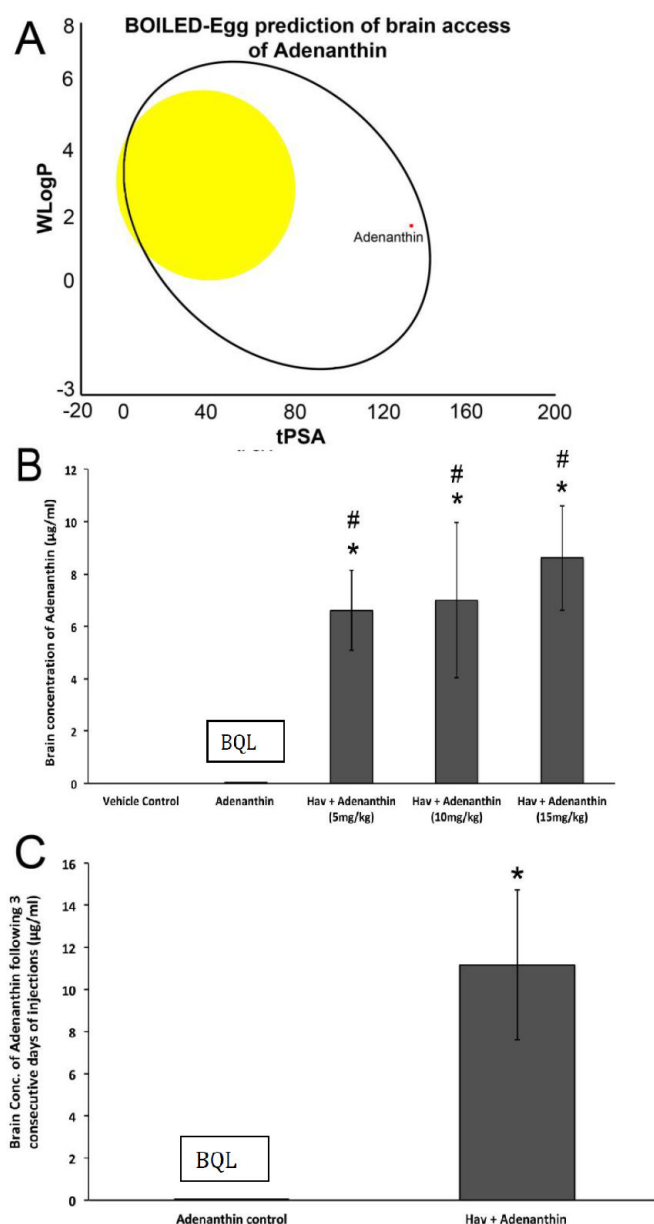 A
BOILED-Egg prediction of brain access
of Adenanthin
8
6
4
2
0
-3
WLogP
Adenanthin
-20 0 40 80 120 160 200
tPSA
B
12
10
8
6
4
2
0
Brain concentration of Adenanthin (µg/ml)
# # #
* * *
BQL
Vehicle Control Adenanthin Hav + Adenanthin Hav + Adenanthin Hav + Adenanthin
(5mg/kg) (10mg/kg) (15mg/kg)
C
16
14
12
10
8
6
4
2
0
Brain Conc. of Adenanthin following 3
consecutive days of injections (µg/ml)
*
BQL
Adenanthin control Hav + Adenanthin